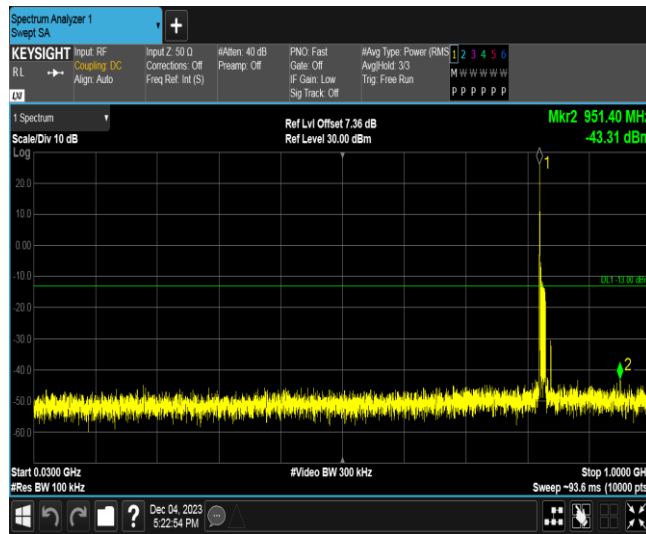 Spectrum Analyzer 1
Swept SA
+
KEYSIGHT Input: RF Input Z: 50 Ω #Atten: 40 dB PNO: Fast #Avg Type: Power (RMS 1 2 3 4 5 6
RL Coupling: DC Corrections: Off Preamp: Off Gate: Off Avg|Hold: 3/3 M W W W W W
Align: Auto Freq Ref: Int (S) IF Gain: Low Trig: Free Run
LXI Sig Track: Off P P P P P P
1 Spectrum Ref Lvl Offset 7.36 dB Mkr2 951.40 MHz
Scale/Div 10 dB Ref Level 30.00 dBm -43.31 dBm
Log
1
20.0
10.0
0.00
-10.0
DL1 -13.00 dBm
-20.0
-30.0
-40.0
2
-50.0
-60.0
Start 0.0300 GHz #Video BW 300 kHz Stop 1.0000 GHz
#Res BW 100 kHz Sweep ~93.6 ms (10000 pts
? Dec 04, 2023
5:22:54 PM